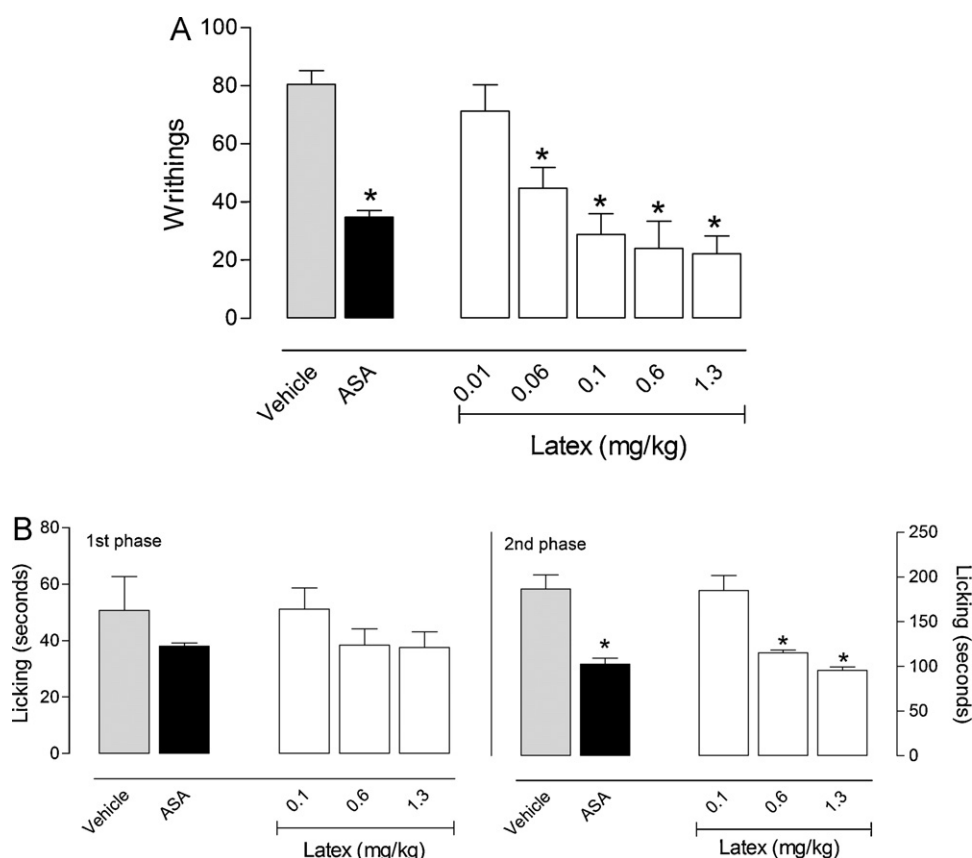 A
100
80
60
40
20
0
Writhings
*
*
*
*
*
Vehicle
ASA
0.01
0.06
0.1
0.6
1.3
Latex (mg/kg)
B
1st phase
80
60
40
20
0
Licking (seconds)
Vehicle
ASA
0.1
0.6
1.3
Latex (mg/kg)
2nd phase
*
*
*
250
200
150
100
50
0
Licking (seconds)
Vehicle
ASA
0.1
0.6
1.3
Latex (mg/kg)